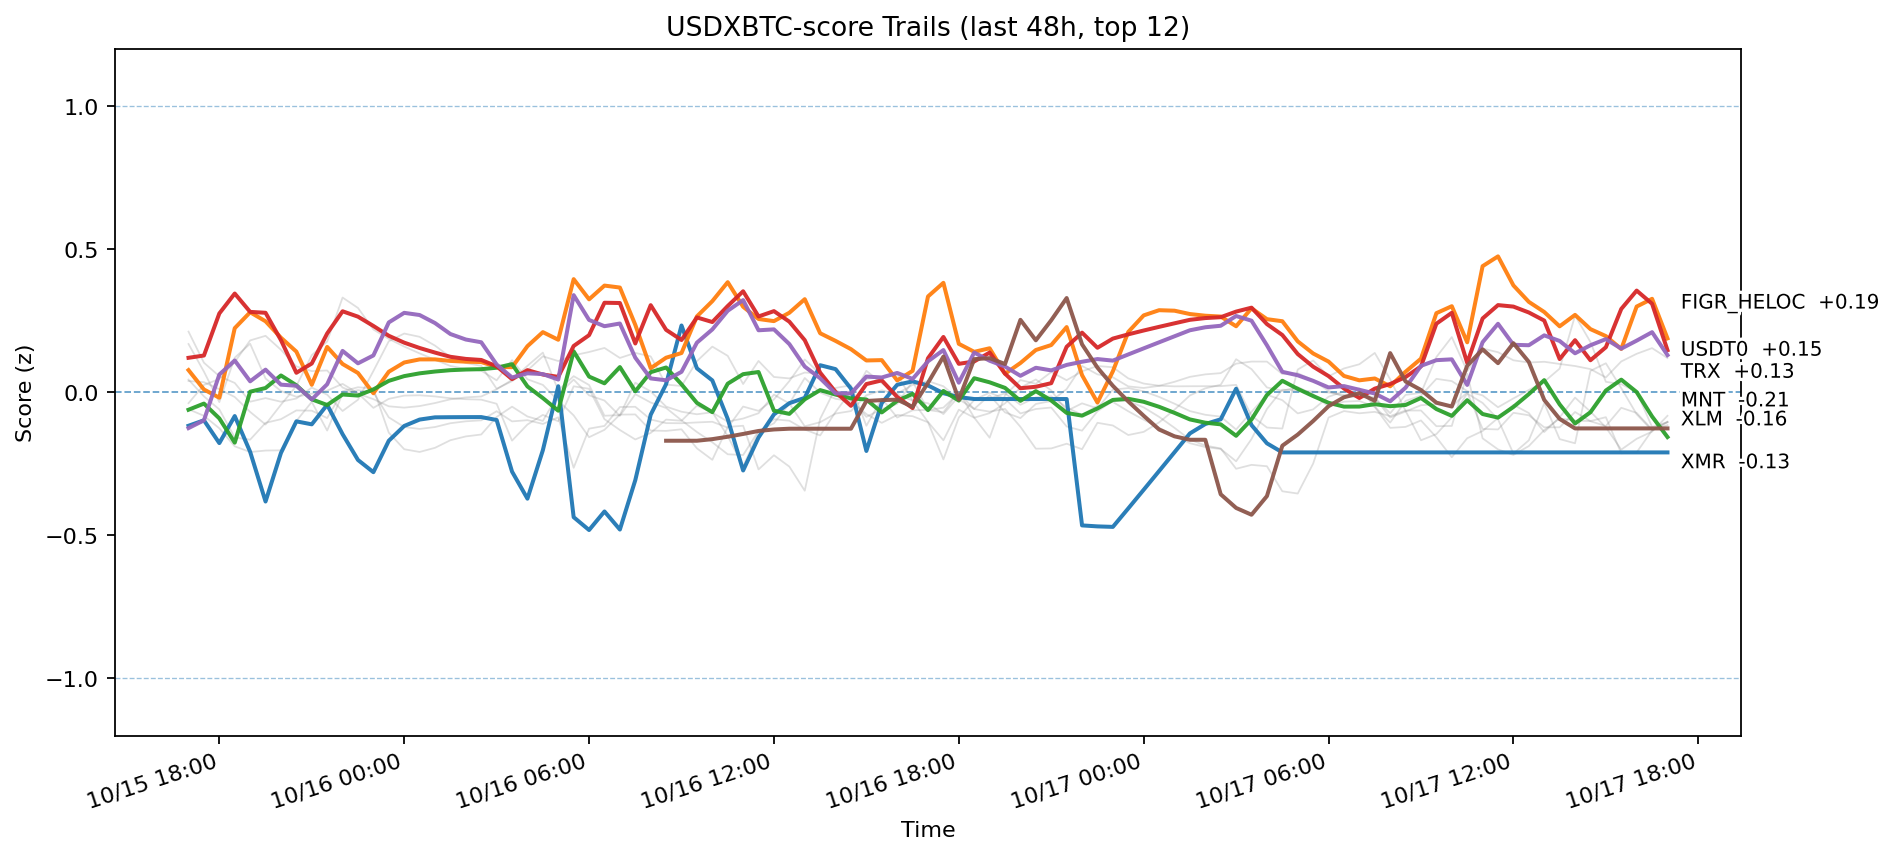 USDXBTC-score Trails (last 48h, top 12)
Score (z)
1.0
0.5
0.0
−0.5
−1.0
FIGR_HELOC +0.19
USDT0 +0.15
TRX +0.13
MNT -0.21
XLM -0.16
XMR -0.13
10/15 18:00
10/16 00:00
10/16 06:00
10/16 12:00
10/16 18:00
10/17 00:00
10/17 06:00
10/17 12:00
10/17 18:00
Time